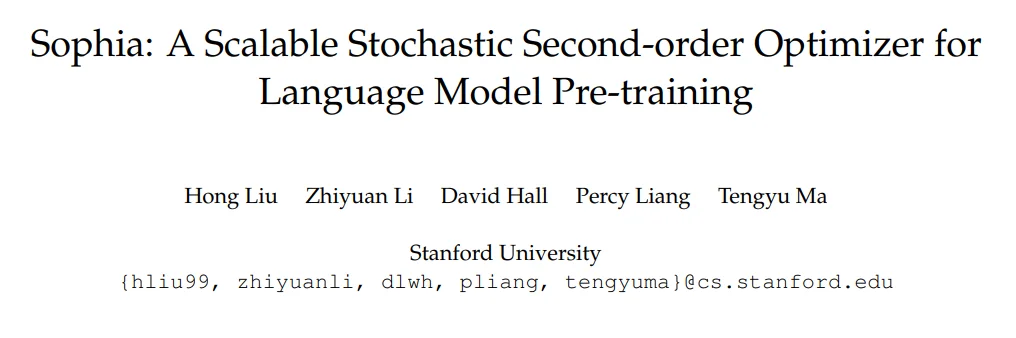 Sophia: A Scalable Stochastic Second-order Optimizer for
Language Model Pre-training
Hong Liu Zhiyuan Li David Hall Percy Liang Tengyu Ma
Stanford University
{hliu99, zhiyuanli, dlwh, pliang, tengyuma}@cs.stanford.edu